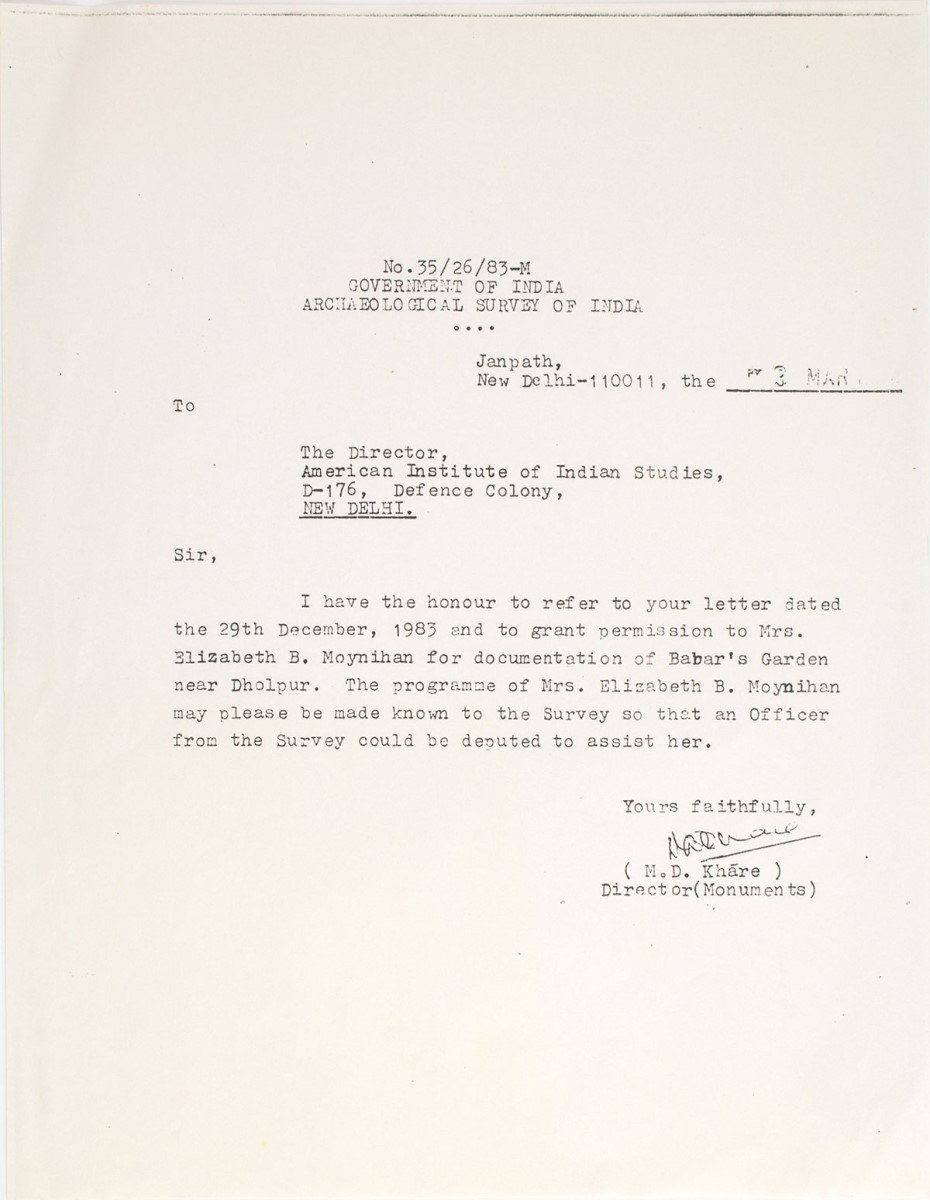 No.35/26/83-M
GOVERNMENT OF INDIA
ARCHAEOLOGICAL SURVEY OF INDIA
....
Janpath,
New Delhi-110011, the 3 MAR
To
The Director,
American Institute of Indian Studies,
D-176, Defence Colony,
NEW DELHI.
Sir,
I have the honour to refer to your letter dated
the 29th December, 1983 and to grant permission to Mrs.
Elizabeth B. Moynihan for documentation of Babar's Garden
near Dholpur. The programme of Mrs. Elizabeth B. Moynihan
may please be made known to the Survey so that an Officer
from the Survey could be deputed to assist her.
Yours faithfully,
( M.D. Khare )
Director(Monuments)